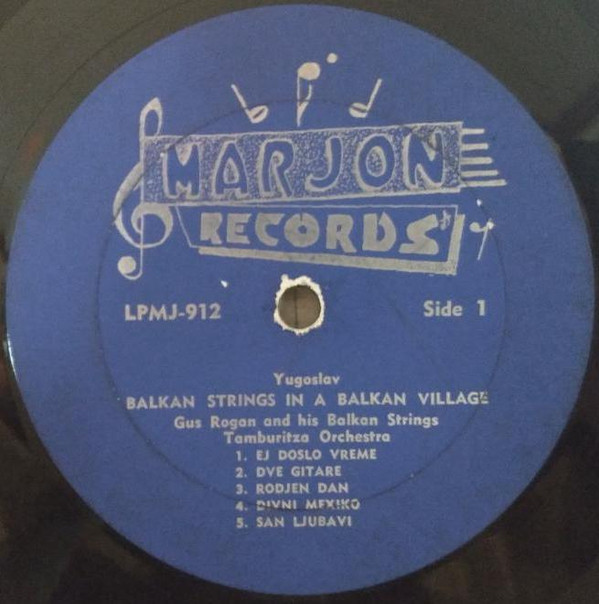 MARJON
RECORDS
LPMJ-912 Side 1
Yugoslav
BALKAN STRINGS IN A BALKAN VILLAGE
Gus Rogan and his Balkan Strings
Tamburitza Orchestra
1. EJ DOSLO VREME
2. DVE GITARE
3. RODJEN DAN
4. DIVNI MEXIKO
5. SAN LJUBAVI